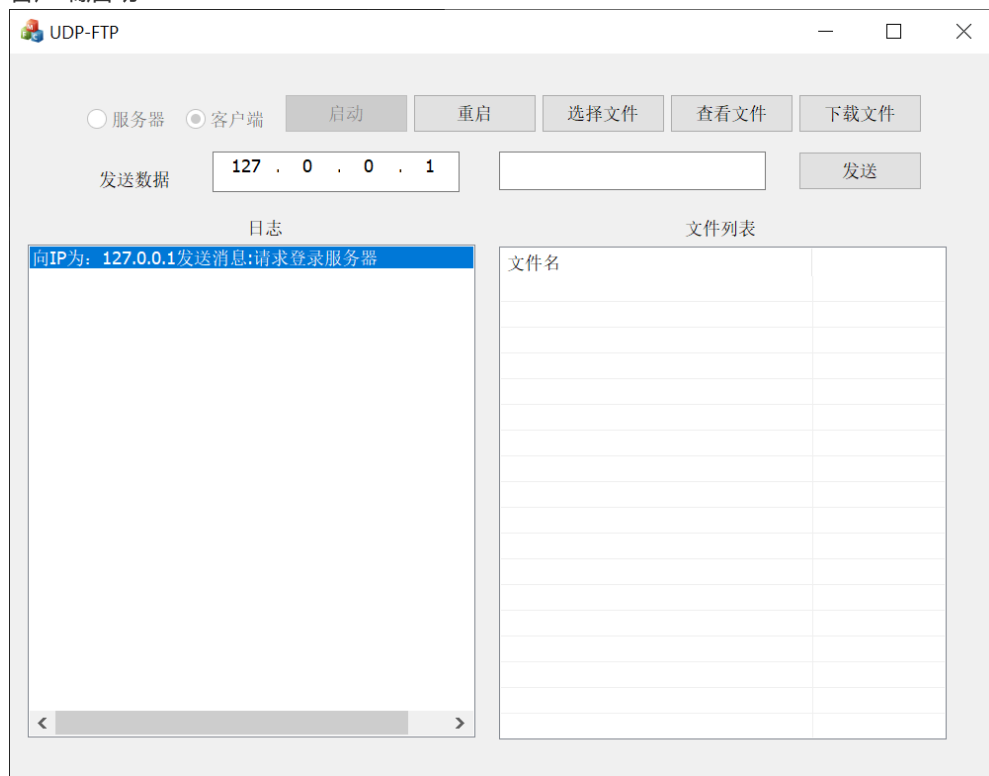 UDP-FTP
服务器 客户端 启动 重启 选择文件 查看文件 下载文件
发送数据 127 . 0 . 0 . 1 发送
日志 文件列表
向IP为：127.0.0.1发送消息:请求登录服务器
文件名